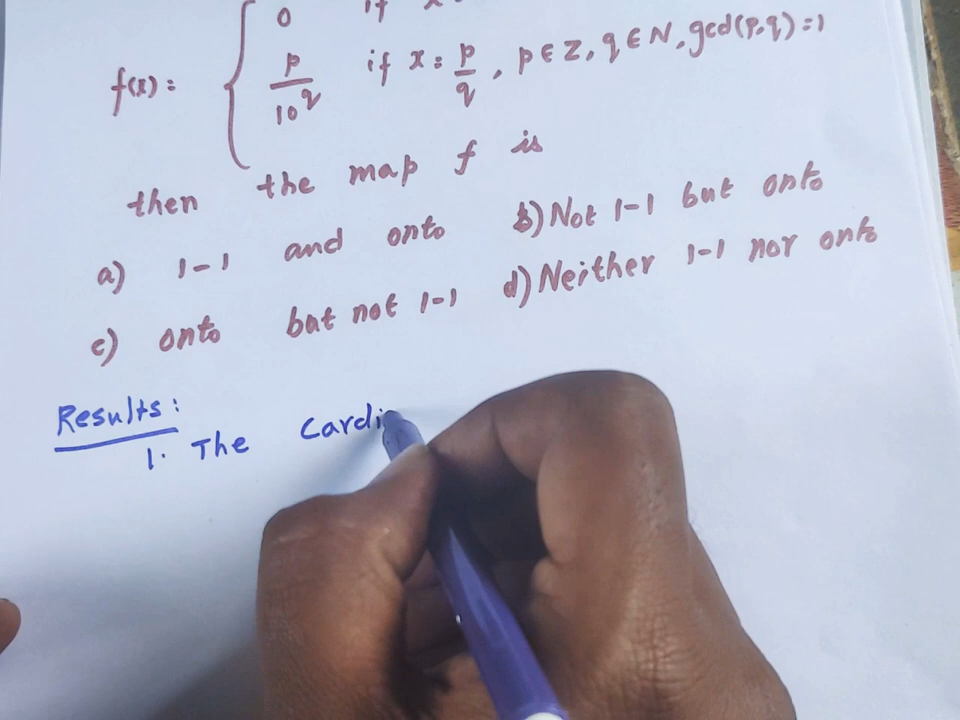 0 if x
f(x) = { p/10^q if x = p/q, p ∈ Z, q ∈ N, gcd(p,q) = 1
then the map f is
a) 1-1 and onto b) Not 1-1 but onto
c) onto but not 1-1 d) Neither 1-1 nor onto
Results:
1. The Cardi